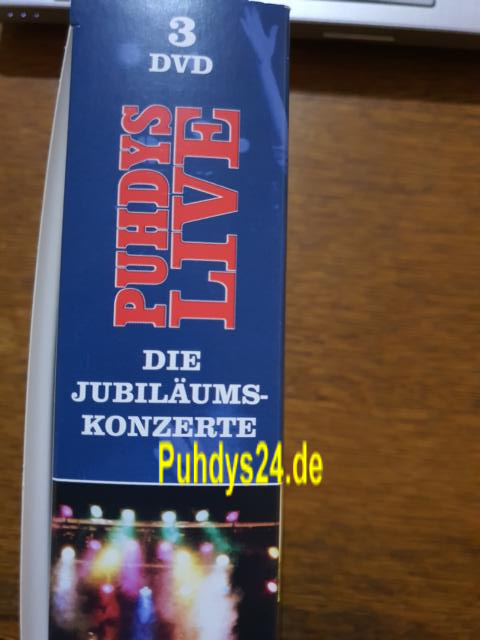 3
DVD
PUHDYS
LIVE
DIE
JUBILÄUMS-
KONZERTE
Puhdys24.de